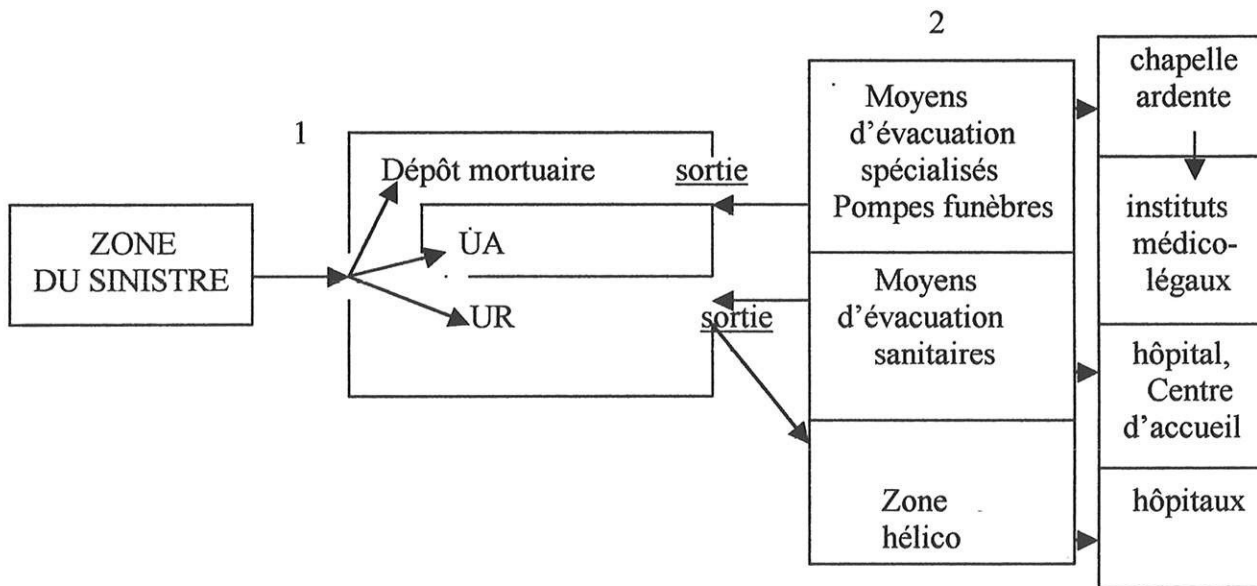 2
1
ZONE
DU SINISTRE
Dépôt mortuaire
sortie
UA
UR
sortie
Moyens
d'évacuation
spécialisés
Pompes funèbres
Moyens
d'évacuation
sanitaires
Zone
hélico
chapelle
ardente
instituts
médico-
légaux
hôpital,
Centre
d'accueil
hôpitaux